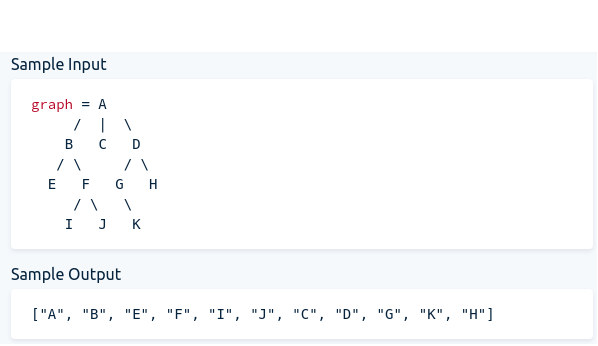 Sample Input
graph = A
     /  |  \
    B   C   D
   / \     / \
  E   F   G   H
     / \   \
    I   J   K
Sample Output
["A", "B", "E", "F", "I", "J", "C", "D", "G", "K", "H"]